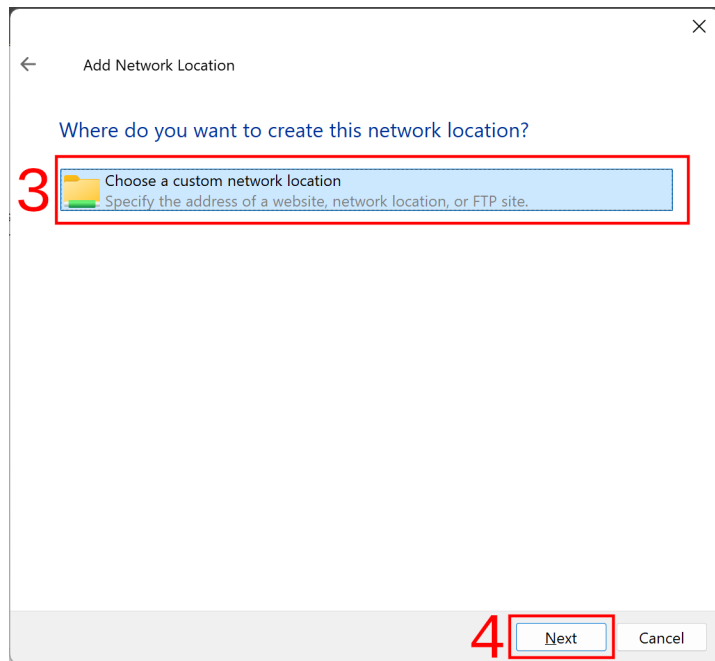 Add Network Location
Where do you want to create this network location?
3
Choose a custom network location
Specify the address of a website, network location, or FTP site.
4
Next
Cancel